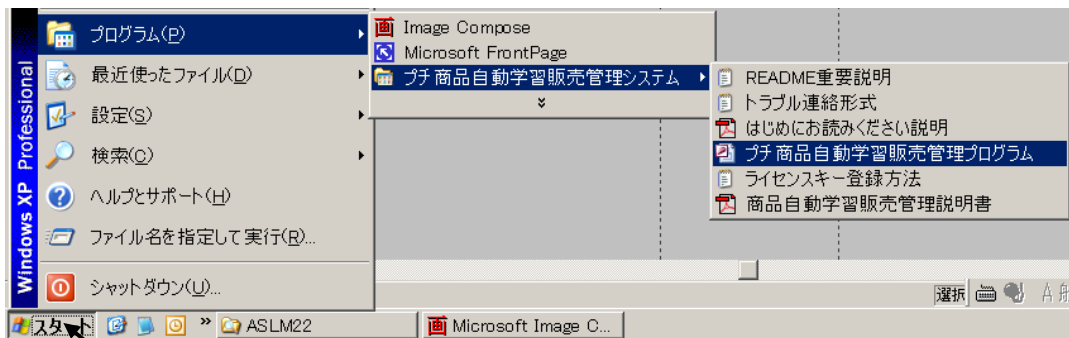 Windows XP Professional
プログラム(P)
最近使ったファイル(D)
設定(S)
検索(C)
ヘルプとサポート(H)
ファイル名を指定して実行(R)...
シャットダウン(U)...
Image Compose
Microsoft FrontPage
プチ商品自動学習販売管理システム
README重要説明
トラブル連絡形式
はじめにお読みください説明
プチ商品自動学習販売管理プログラム
ライセンスキー登録方法
商品自動学習販売管理説明書
選択
A 般
スタート
ASLM22
Microsoft Image C...